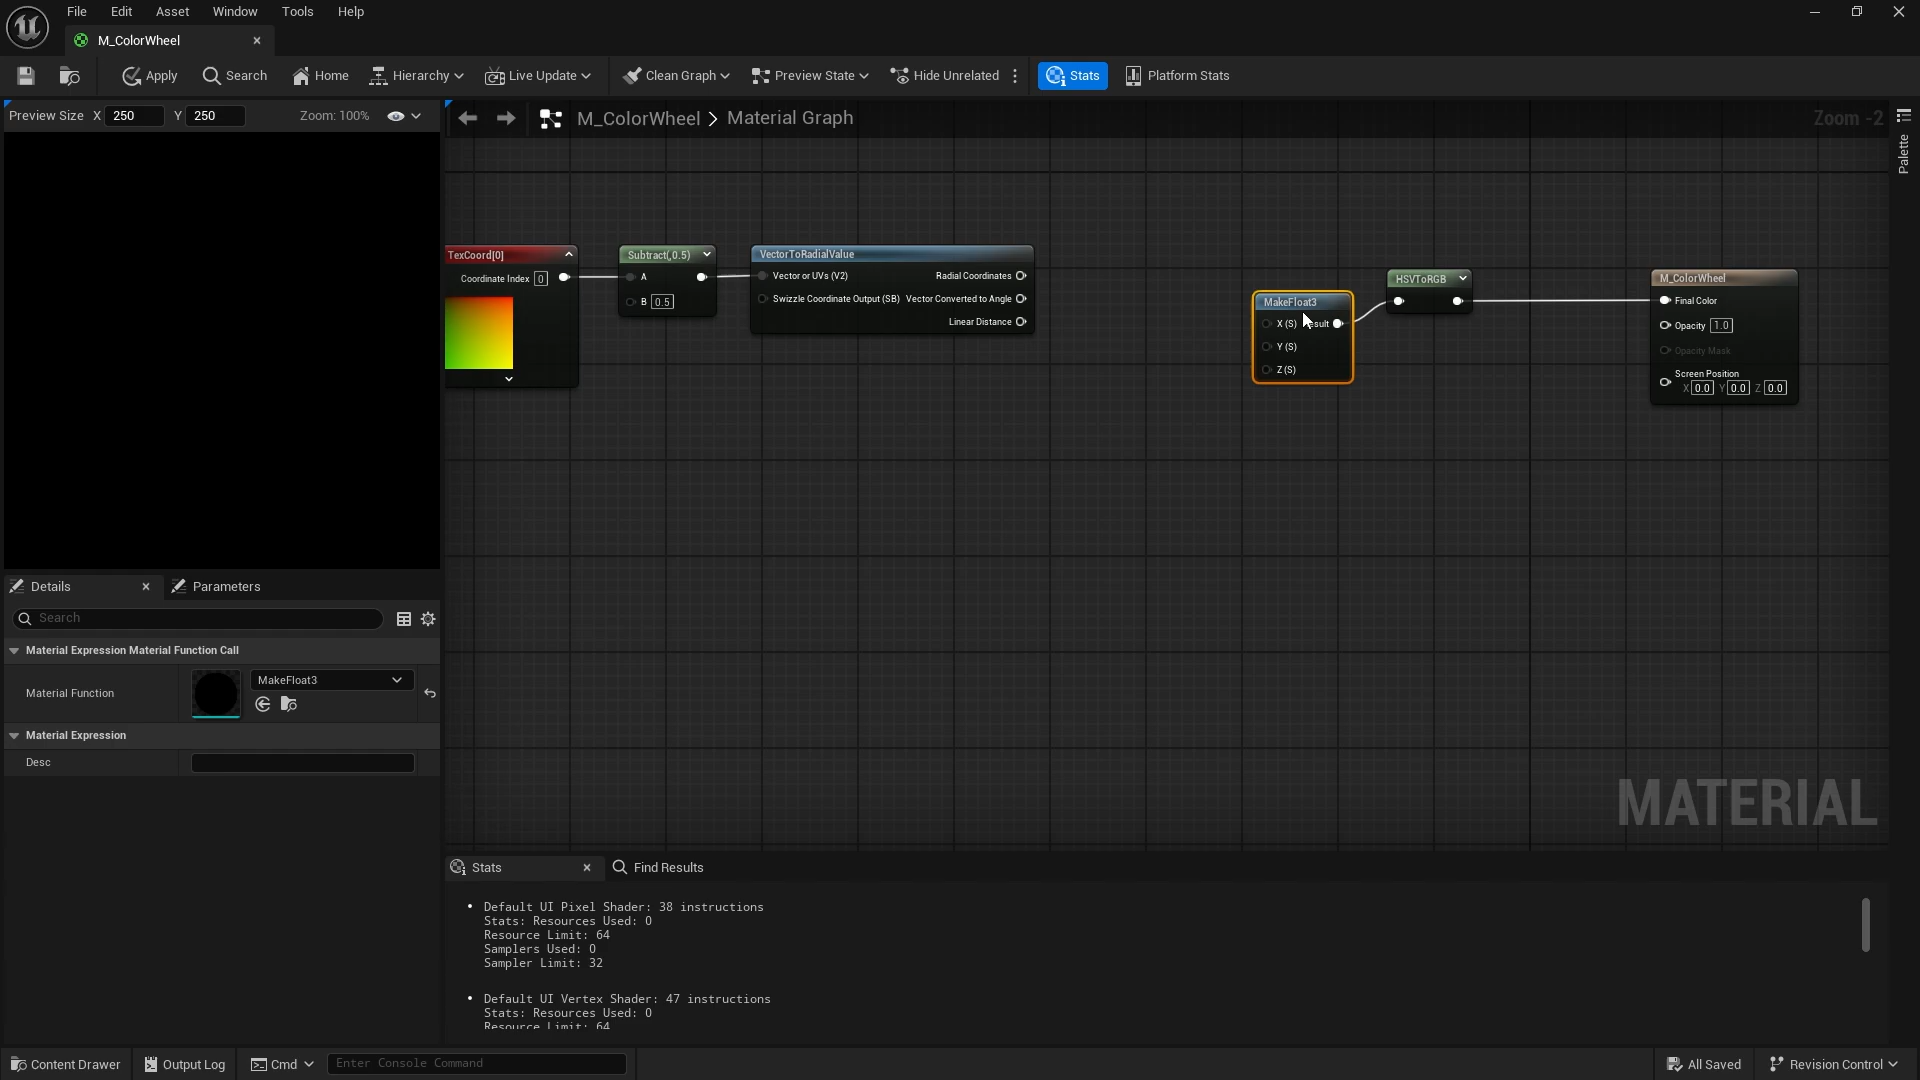 File Edit Asset Window Tools Help
M_ColorWheel
Apply Search Home Hierarchy Live Update Clean Graph Preview State Hide Unrelated Stats Platform Stats
Preview Size X 250 Y 250 Zoom: 100%
M_ColorWheel > Material Graph
Zoom -2
Palette
TexCoord[0]
Coordinate Index 0
Subtract(,0.5)
A
B 0.5
VectorToRadialValue
Vector or UVs (V2) Radial Coordinates
Swizzle Coordinate Output (SB) Vector Converted to Angle
Linear Distance
MakeFloat3
X (S)
Y (S)
Z (S)
HSVToRGB
M_ColorWheel
Final Color
Opacity 1.0
Opacity Mask
Screen Position
X 0.0 Y 0.0 Z 0.0
MATERIAL
Details Parameters
Search
Material Expression Material Function Call
Material Function MakeFloat3
Material Expression
Desc
Stats Find Results
• Default UI Pixel Shader: 38 instructions
Stats: Resources Used: 0
Resource Limit: 64
Samplers Used: 0
Sampler Limit: 32
• Default UI Vertex Shader: 47 instructions
Stats: Resources Used: 0
Resource Limit: 64
Content Drawer Output Log Cmd Enter Console Command All Saved Revision Control